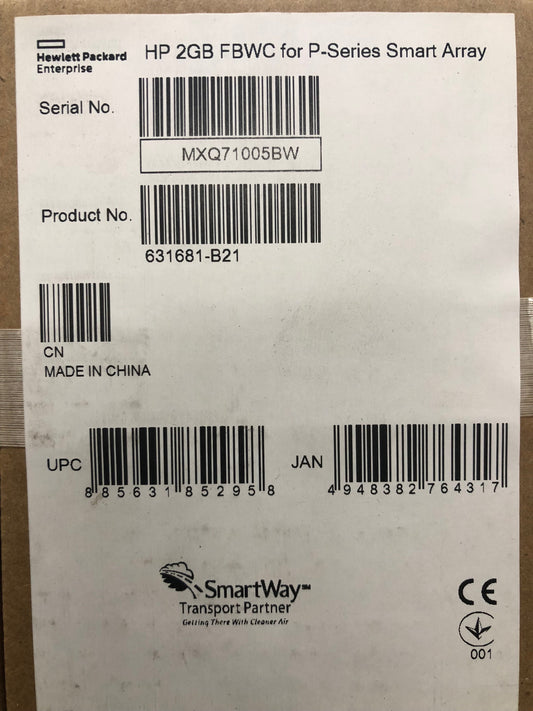 Hewlett Packard
Enterprise
HP 2GB FBWC for P-Series Smart Array
Serial No.
MXQ71005BW
Product No.
631681-B21
CN
MADE IN CHINA
UPC
8 85631 85295 8
JAN
4 948382 764317
SmartWay℠
Transport Partner
Getting There With Cleaner Air
CE
001